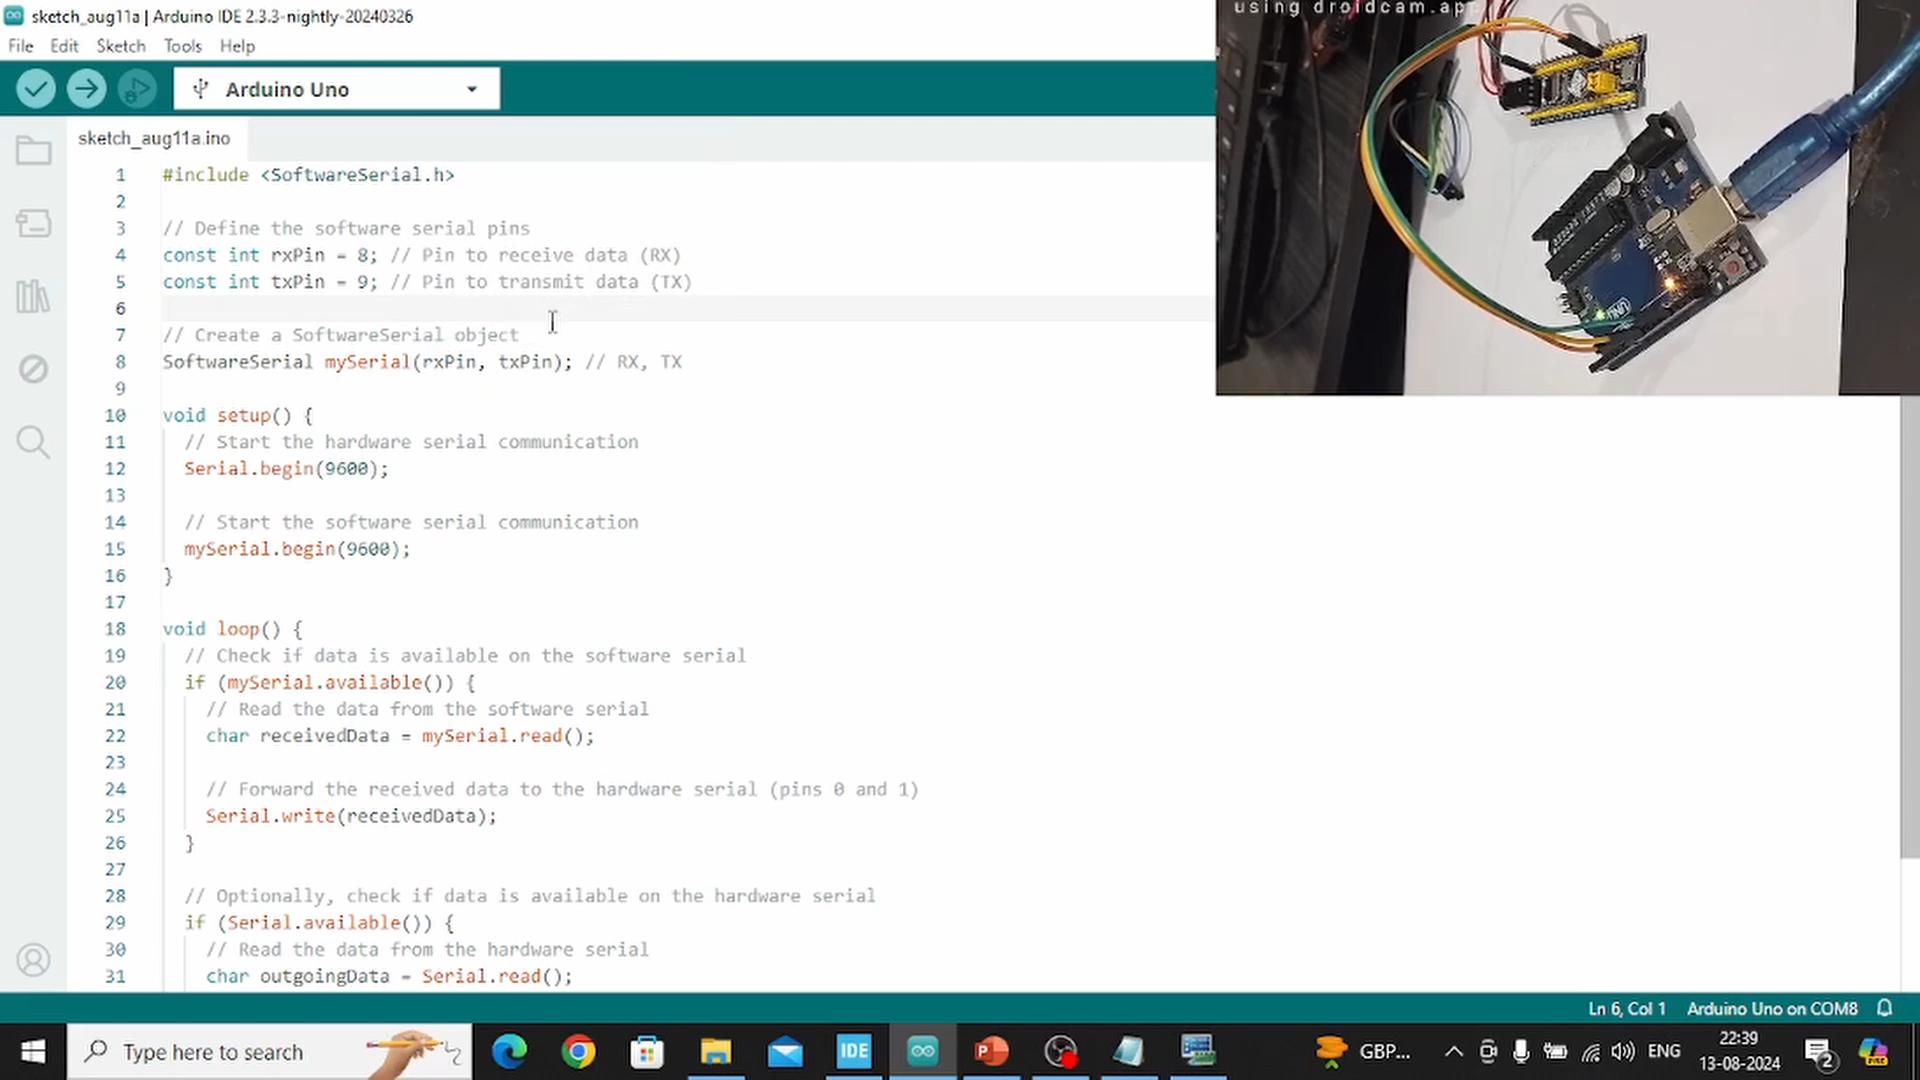 sketch_aug11a | Arduino IDE 2.3.3-nightly-20240326
using droidcam.app
File Edit Sketch Tools Help
Arduino Uno
sketch_aug11a.ino
1 #include <SoftwareSerial.h>
2
3 // Define the software serial pins
4 const int rxPin = 8; // Pin to receive data (RX)
5 const int txPin = 9; // Pin to transmit data (TX)
6
7 // Create a SoftwareSerial object
8 SoftwareSerial mySerial(rxPin, txPin); // RX, TX
9
10 void setup() {
11 // Start the hardware serial communication
12 Serial.begin(9600);
13
14 // Start the software serial communication
15 mySerial.begin(9600);
16 }
17
18 void loop() {
19 // Check if data is available on the software serial
20 if (mySerial.available()) {
21 // Read the data from the software serial
22 char receivedData = mySerial.read();
23
24 // Forward the received data to the hardware serial (pins 0 and 1)
25 Serial.write(receivedData);
26 }
27
28 // Optionally, check if data is available on the hardware serial
29 if (Serial.available()) {
30 // Read the data from the hardware serial
31 char outgoingData = Serial.read();
Ln 6, Col 1 Arduino Uno on COM8
Type here to search
IDE
GBP...
ENG
22:39
13-08-2024
2